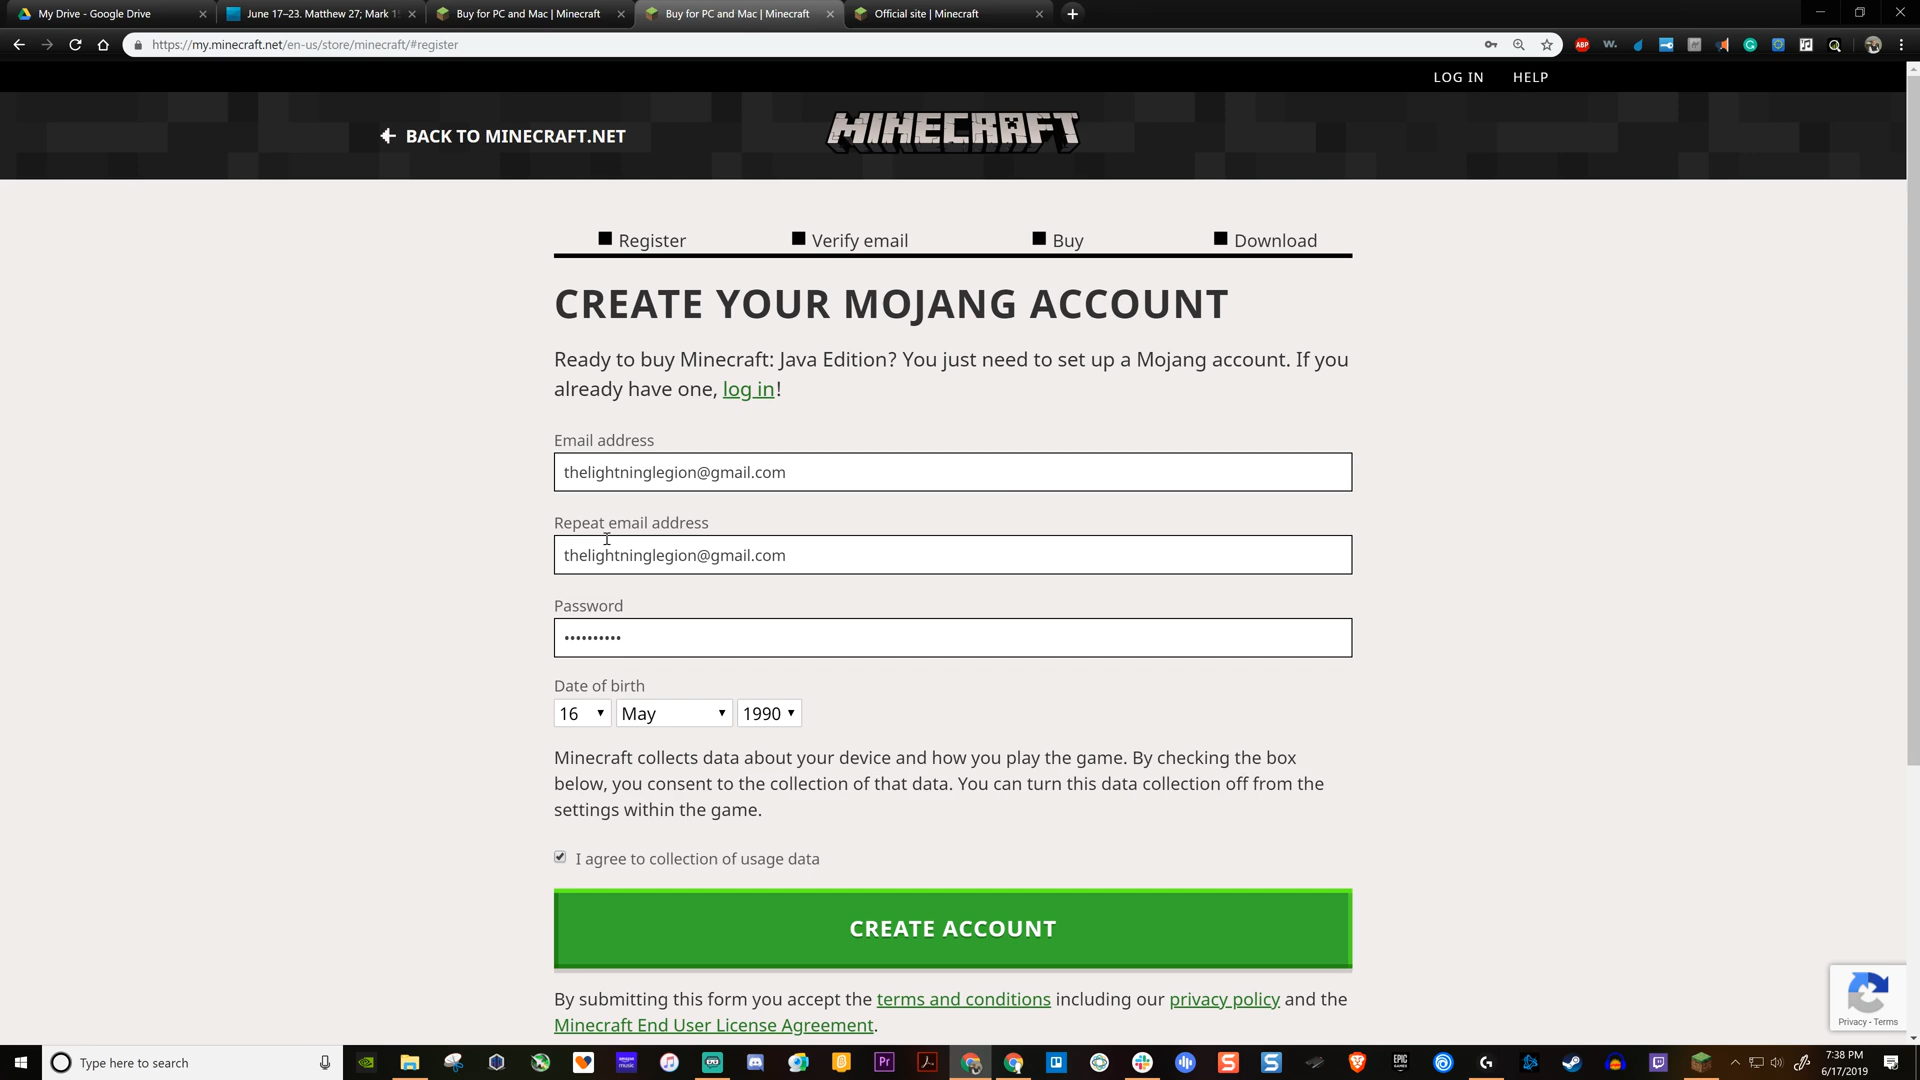 My Drive - Google Drive
June 17–23. Matthew 27; Mark 1
Buy for PC and Mac | Minecraft
Buy for PC and Mac | Minecraft
Official site | Minecraft
https://my.minecraft.net/en-us/store/minecraft/#register
ABP
LOG IN
HELP
BACK TO MINECRAFT.NET
MINECRAFT
Register
Verify email
Buy
Download
CREATE YOUR MOJANG ACCOUNT
Ready to buy Minecraft: Java Edition? You just need to set up a Mojang account. If you
already have one, log in!
Email address
thelightninglegion@gmail.com
Repeat email address
thelightninglegion@gmail.com
Password
••••••••••
Date of birth
16
May
1990
Minecraft collects data about your device and how you play the game. By checking the box
below, you consent to the collection of that data. You can turn this data collection off from the
settings within the game.
I agree to collection of usage data
CREATE ACCOUNT
By submitting this form you accept the terms and conditions including our privacy policy and the
Minecraft End User License Agreement.
Privacy - Terms
Type here to search
Pr
7:38 PM
6/17/2019